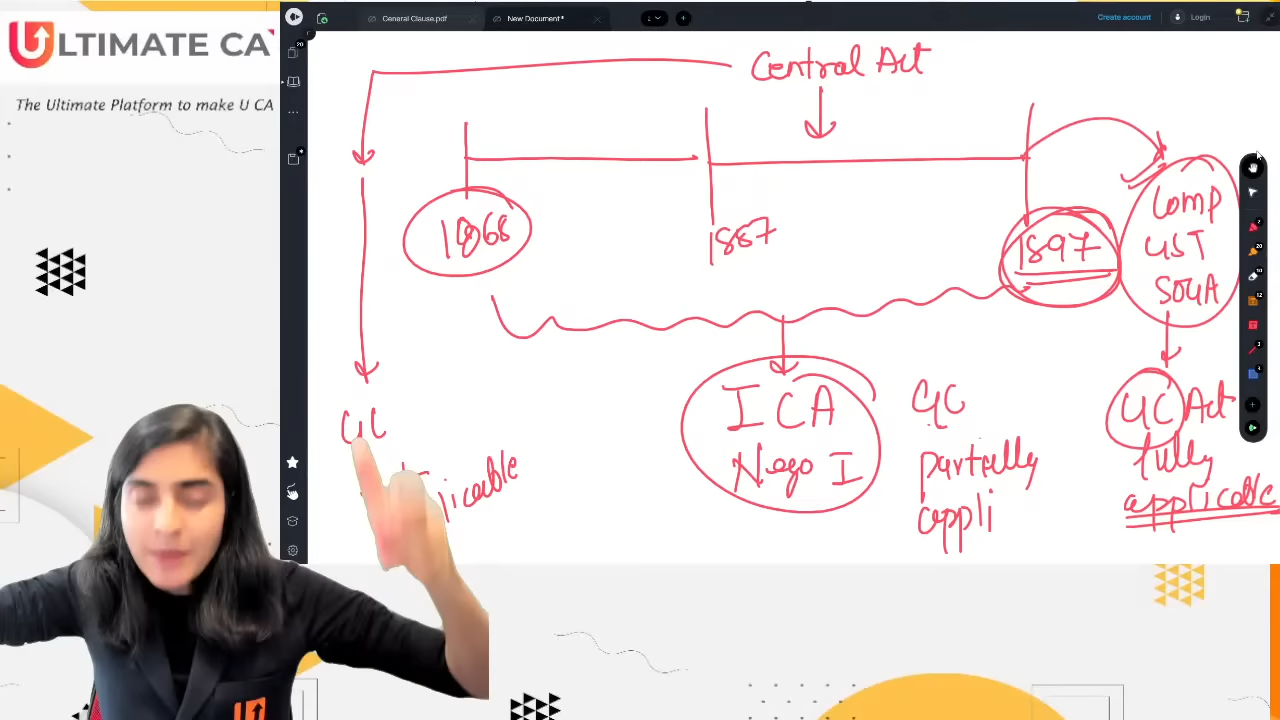 ULTIMATE CA
The Ultimate Platform to make U CA
General Clause.pdf
New Document*
Create account
Login
Central Act
1868
1887
1897
Comp
GST
SOGA
GC
licable
ICA
Nego I
GC
partially
appli
GC Act
fully
applicable